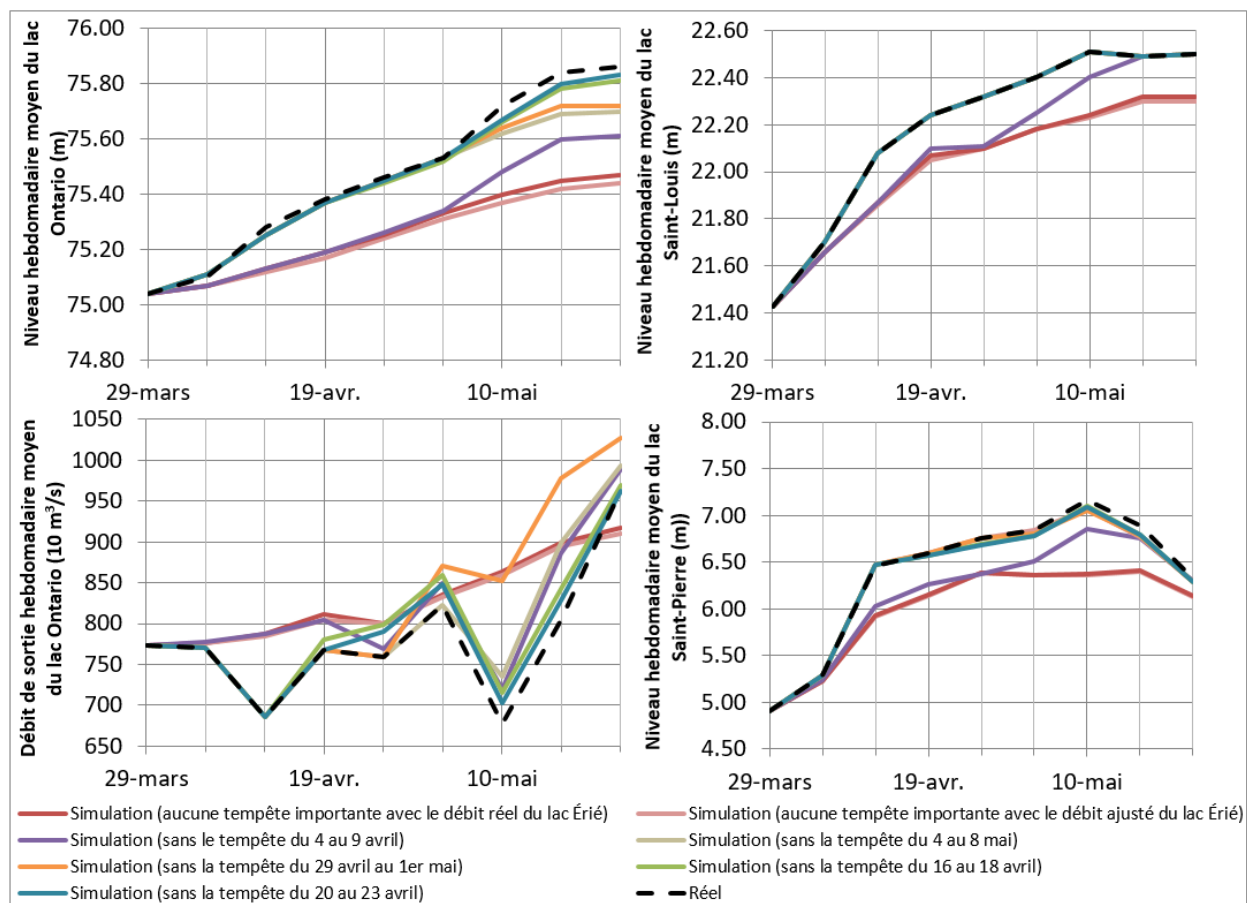 Niveau hebdomadaire moyen du lac
Ontario (m)
76.00
75.80
75.60
75.40
75.20
75.00
74.80
29-mars
19-avr.
10-mai
Niveau hebdomadaire moyen du lac
Saint-Louis (m)
22.60
22.40
22.20
22.00
21.80
21.60
21.40
21.20
29-mars
19-avr.
10-mai
Débit de sortie hebdomadaire moyen
du lac Ontario (10 m³/s)
1050
1000
950
900
850
800
750
700
650
29-mars
19-avr.
10-mai
Niveau hebdomadaire moyen du lac
Saint-Pierre (m))
8.00
7.50
7.00
6.50
6.00
5.50
5.00
4.50
29-mars
19-avr.
10-mai
Simulation (aucune tempête importante avec le débit réel du lac Érié)
Simulation (aucune tempête importante avec le débit ajusté du lac Érié)
Simulation (sans le tempête du 4 au 9 avril)
Simulation (sans la tempête du 4 au 8 mai)
Simulation (sans la tempête du 29 avril au 1er mai)
Simulation (sans la tempête du 16 au 18 avril)
Simulation (sans la tempête du 20 au 23 avril)
Réel